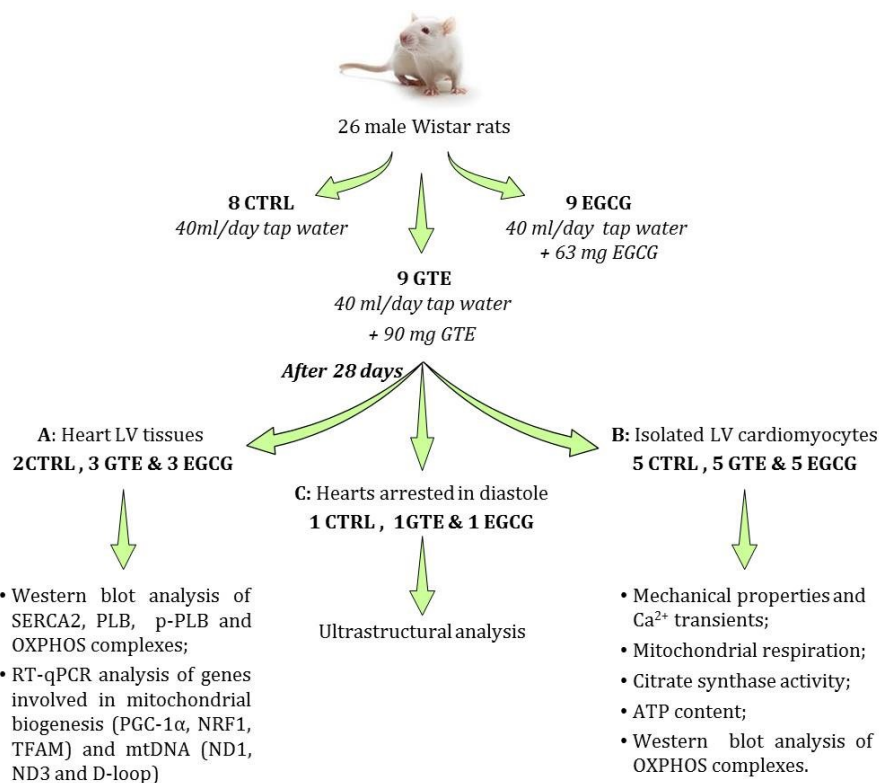 26 male Wistar rats
8 CTRL
40ml/day tap water
9 EGCG
40 ml/day tap water
+ 63 mg EGCG
9 GTE
40 ml/day tap water
+ 90 mg GTE
After 28 days
A: Heart LV tissues
2CTRL , 3 GTE & 3 EGCG
C: Hearts arrested in diastole
1 CTRL , 1GTE & 1 EGCG
B: Isolated LV cardiomyocytes
5 CTRL , 5 GTE & 5 EGCG
• Western blot analysis of
SERCA2, PLB, p-PLB and
OXPHOS complexes;
• RT-qPCR analysis of genes
involved in mitochondrial
biogenesis (PGC-1α, NRF1,
TFAM) and mtDNA (ND1,
ND3 and D-loop)
Ultrastructural analysis
• Mechanical properties and
Ca²⁺ transients;
• Mitochondrial respiration;
• Citrate synthase activity;
• ATP content;
• Western blot analysis of
OXPHOS complexes.